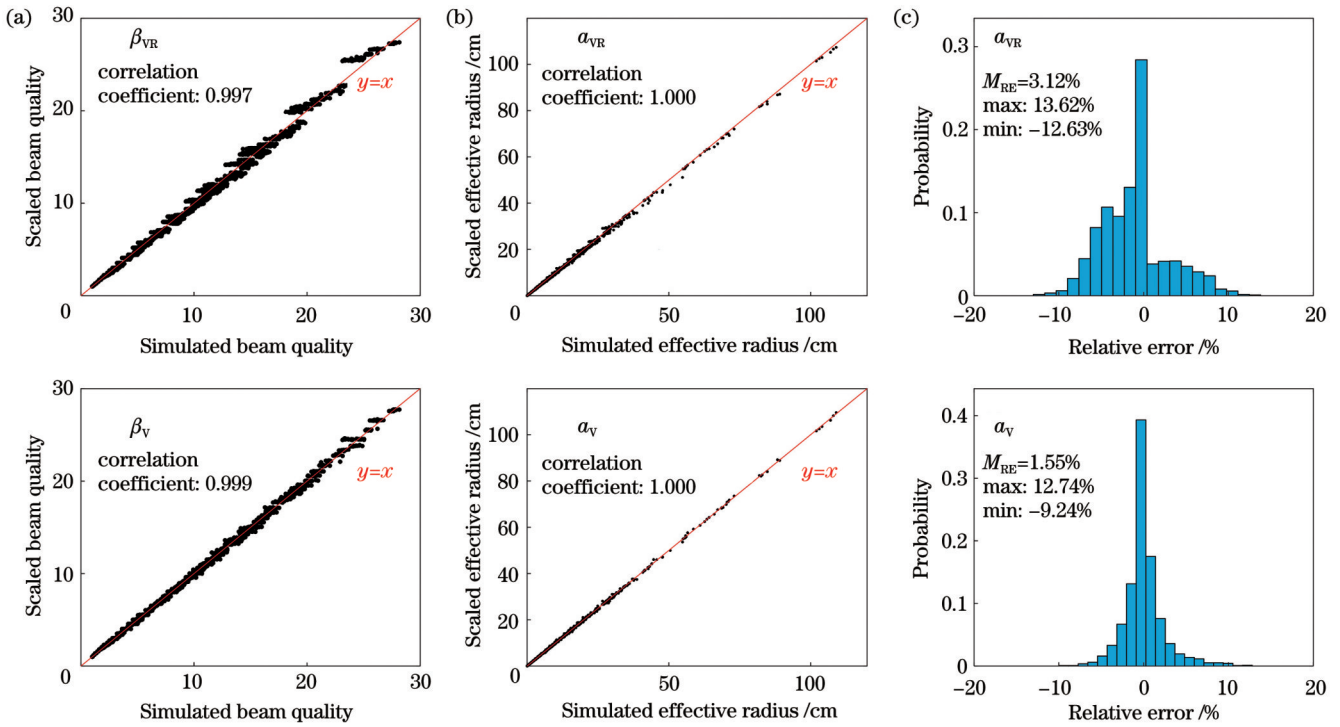 (a)
30
20
10
0
10
20
30
β_VR
correlation
coefficient: 0.997
y=x
Scaled beam quality
Simulated beam quality
(b)
100
80
60
40
20
0
50
100
a_VR
correlation
coefficient: 1.000
y=x
Scaled effective radius /cm
Simulated effective radius /cm
(c)
0.3
0.2
0.1
0
−20
−10
0
10
20
a_VR
M_RE=3.12%
max: 13.62%
min: −12.63%
Probability
Relative error /%
30
20
10
0
10
20
30
β_V
correlation
coefficient: 0.999
y=x
Scaled beam quality
Simulated beam quality
100
80
60
40
20
0
50
100
a_V
correlation
coefficient: 1.000
y=x
Scaled effective radius /cm
Simulated effective radius /cm
0.4
0.3
0.2
0.1
0
−20
−10
0
10
20
a_V
M_RE=1.55%
max: 12.74%
min: −9.24%
Probability
Relative error /%